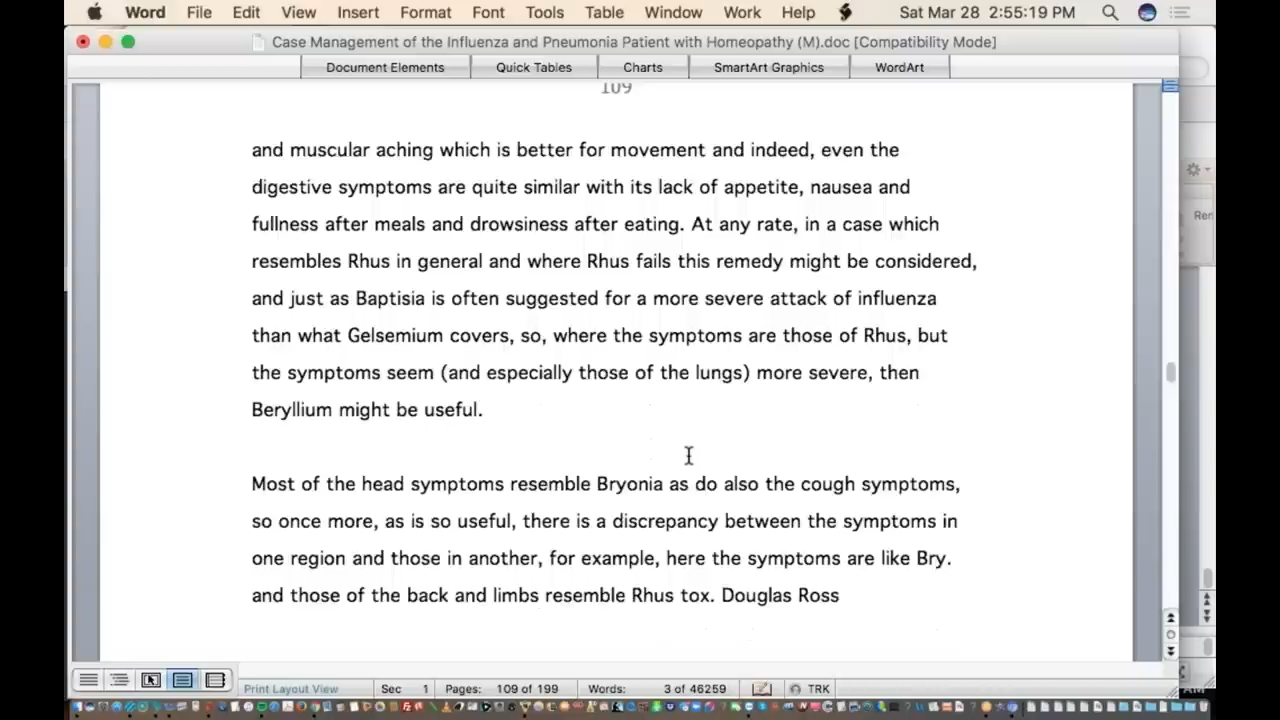 Word File Edit View Insert Format Font Tools Table Window Work Help Sat Mar 28 2:55:19 PM
Case Management of the Influenza and Pneumonia Patient with Homeopathy (M).doc [Compatibility Mode]
Document Elements Quick Tables Charts SmartArt Graphics WordArt
109
and muscular aching which is better for movement and indeed, even the
digestive symptoms are quite similar with its lack of appetite, nausea and
fullness after meals and drowsiness after eating. At any rate, in a case which
resembles Rhus in general and where Rhus fails this remedy might be considered,
and just as Baptisia is often suggested for a more severe attack of influenza
than what Gelsemium covers, so, where the symptoms are those of Rhus, but
the symptoms seem (and especially those of the lungs) more severe, then
Beryllium might be useful.
Most of the head symptoms resemble Bryonia as do also the cough symptoms,
so once more, as is so useful, there is a discrepancy between the symptoms in
one region and those in another, for example, here the symptoms are like Bry.
and those of the back and limbs resemble Rhus tox. Douglas Ross
Print Layout View Sec 1 Pages: 109 of 199 Words: 3 of 46259 TRK